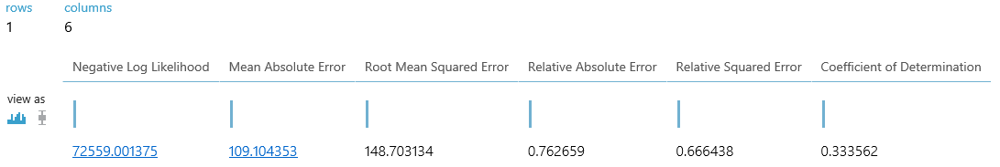 rows columns
1 6
Negative Log Likelihood Mean Absolute Error Root Mean Squared Error Relative Absolute Error Relative Squared Error Coefficient of Determination
view as
72559.001375 109.104353 148.703134 0.762659 0.666438 0.333562